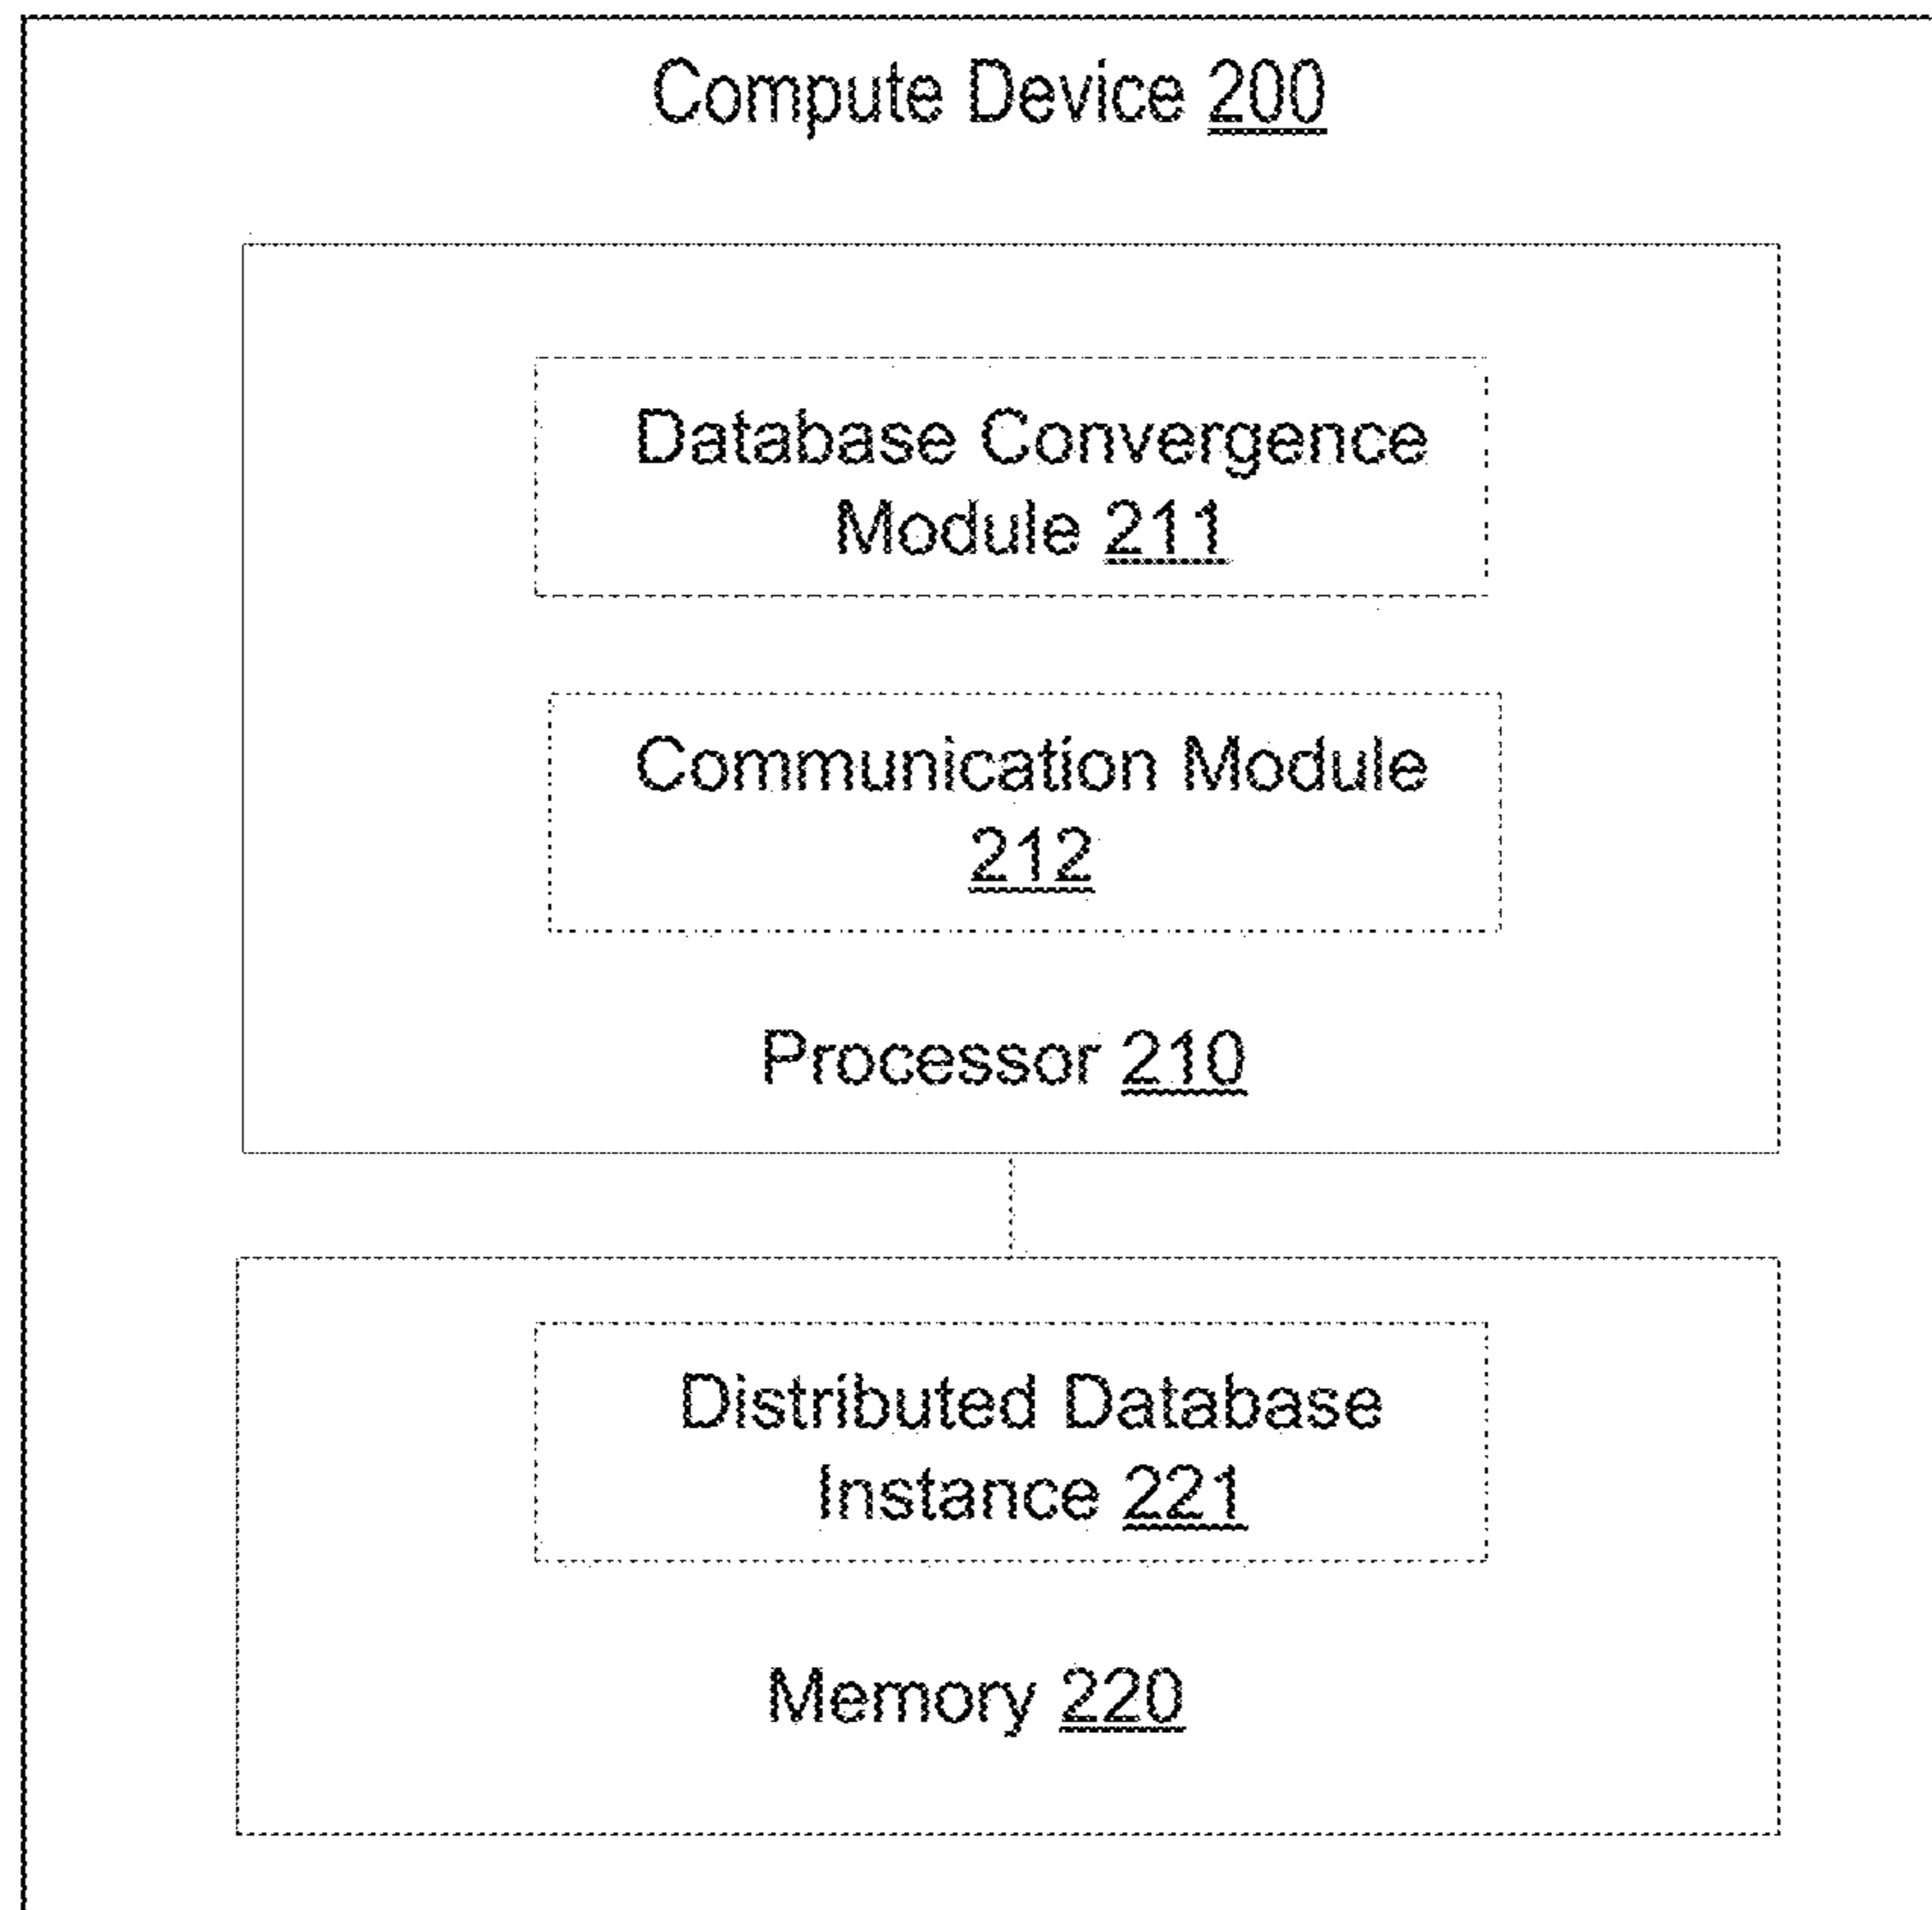 Compute Device 200
Database Convergence
Module 211
Communication Module
212
Processor 210
Distributed Database
Instance 221
Memory 220